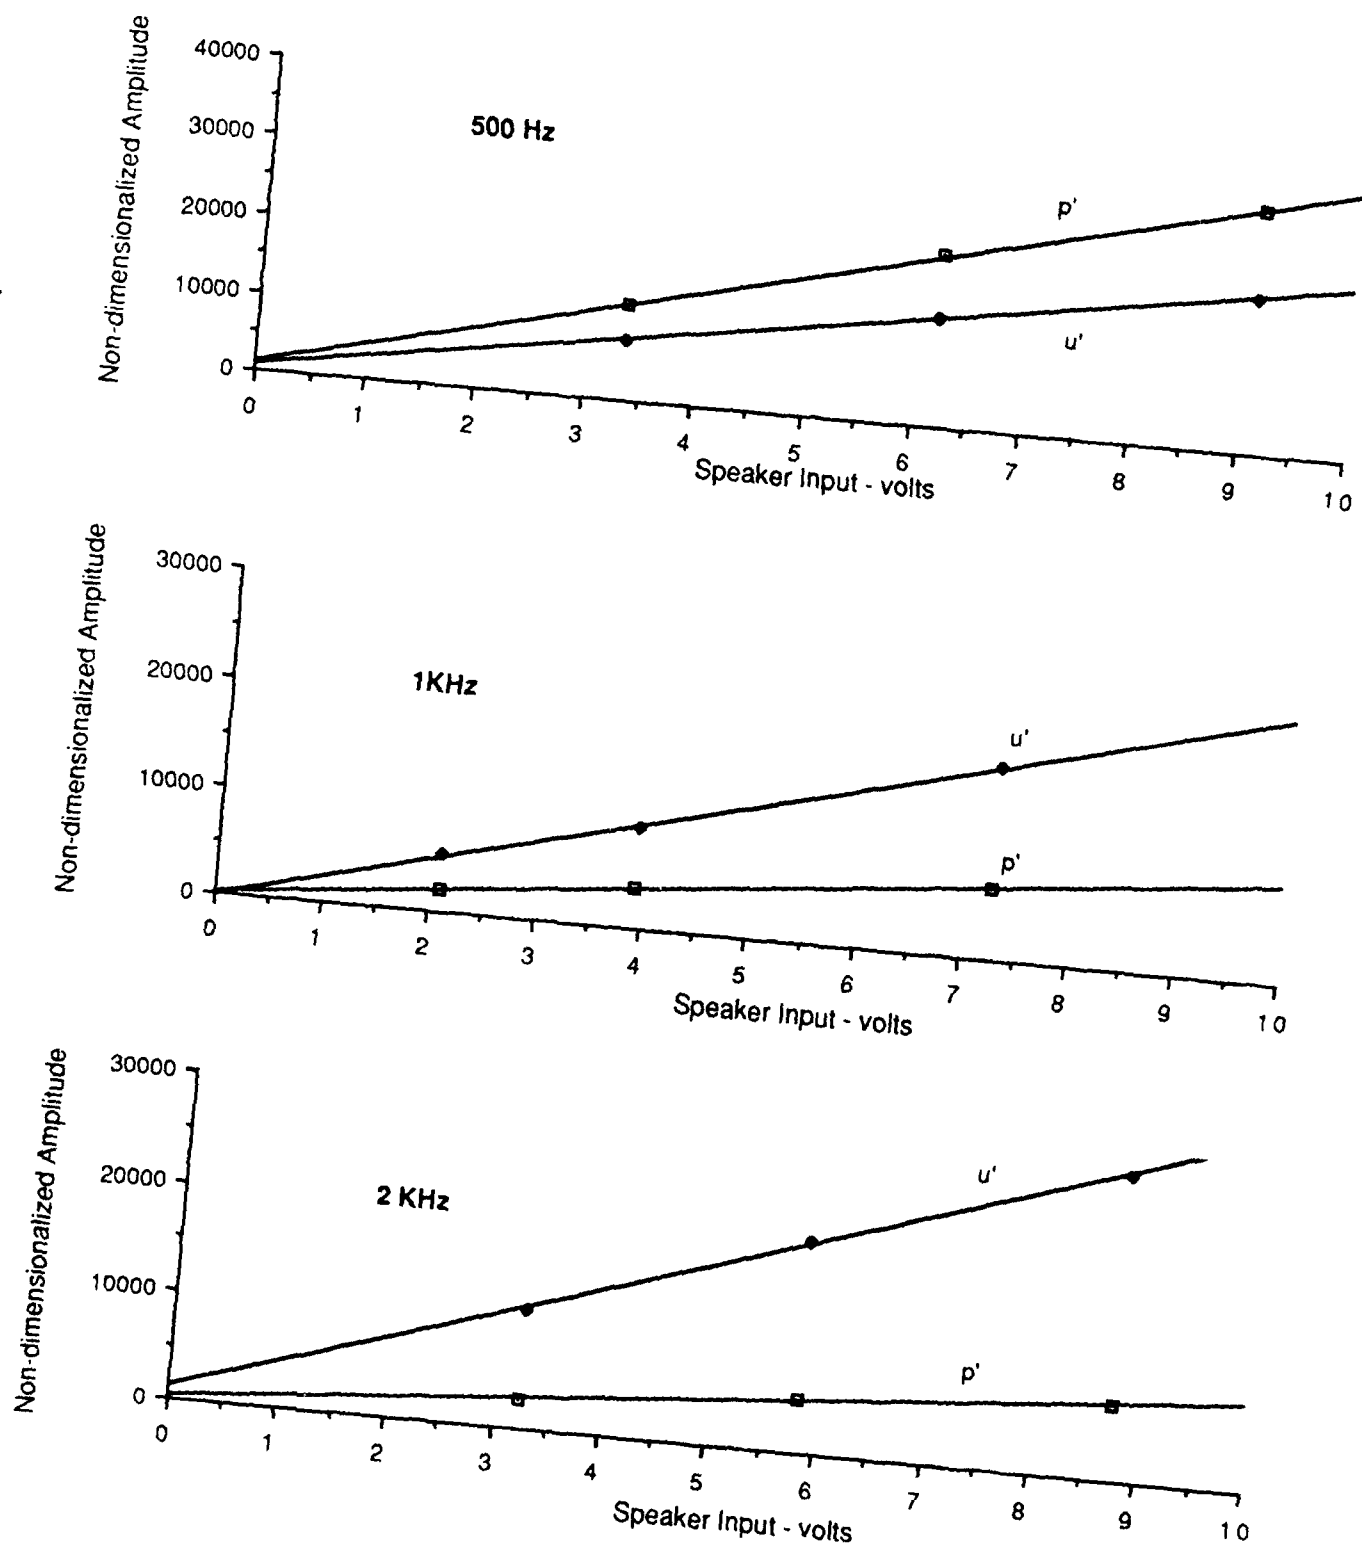 Non-dimensionalized Amplitude
40000
30000
20000
10000
0
500 Hz
p'
u'
0 1 2 3 4 5 6 7 8 9 10
Speaker Input - volts
Non-dimensionalized Amplitude
30000
20000
10000
0
1KHz
u'
p'
0 1 2 3 4 5 6 7 8 9 10
Speaker Input - volts
Non-dimensionalized Amplitude
30000
20000
10000
0
2 KHz
u'
p'
0 1 2 3 4 5 6 7 8 9 10
Speaker Input - volts